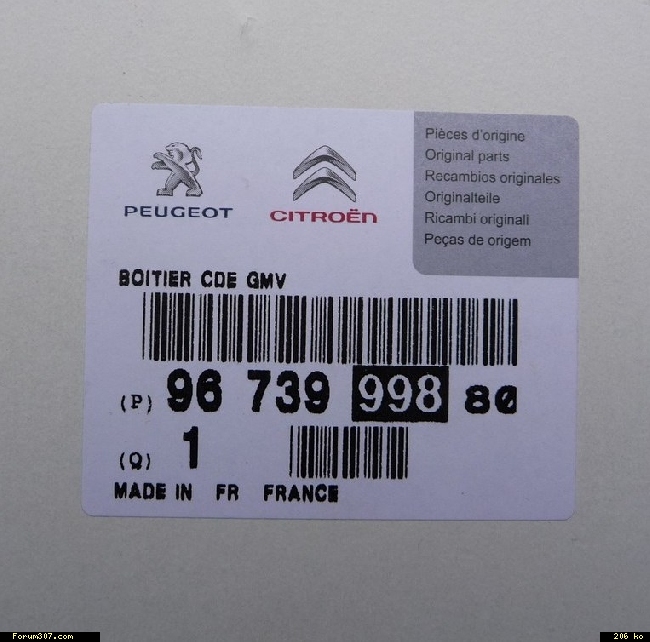 Pièces d'origine
Original parts
Recambios originales
Originalteile
Ricambi originali
Peças de origem
PEUGEOT
CITROËN
BOITIER CDE GMV
(P) 96 739 998 80
(Q) 1
MADE IN FR FRANCE
Forum307.com
206 ko